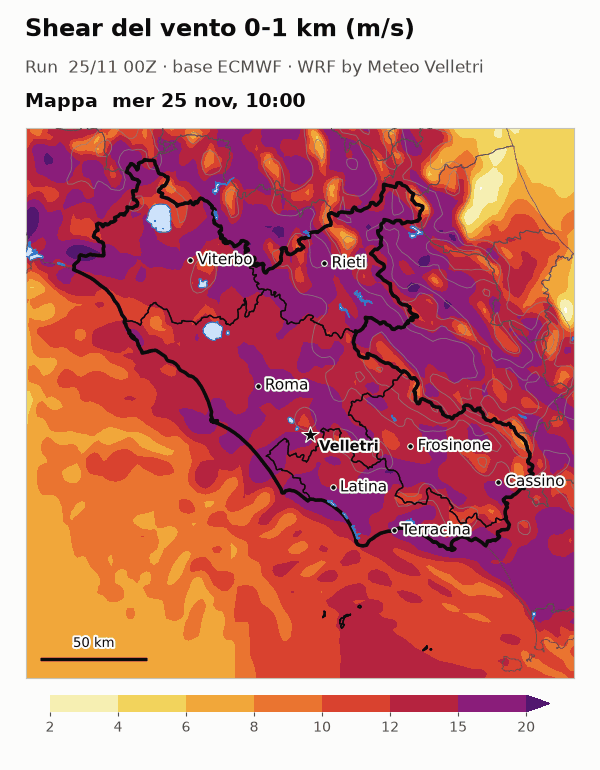 Shear del vento 0-1 km (m/s)
Run  25/11 00Z · base ECMWF · WRF by Meteo Velletri
Mappa  mer 25 nov, 10:00
Viterbo
Rieti
Roma
Velletri
Frosinone
Latina
Cassino
Terracina
50 km
2 4 6 8 10 12 15 20